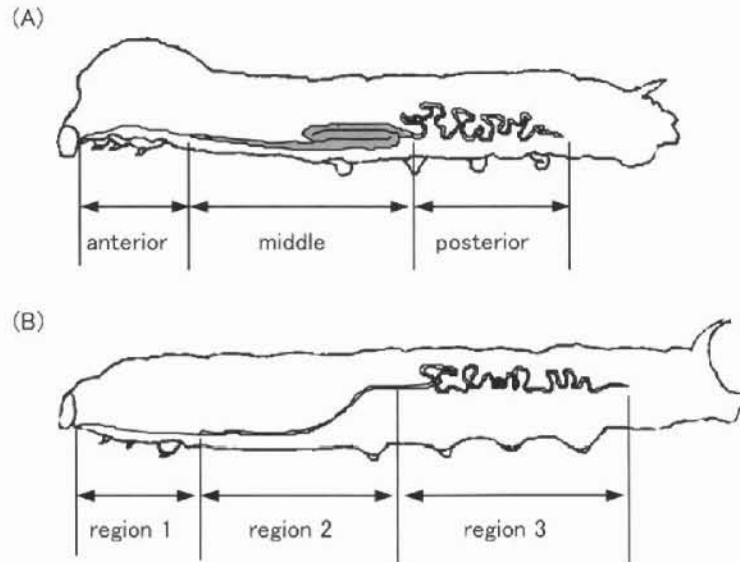 (A)
anterior middle posterior
(B)
region 1 region 2 region 3